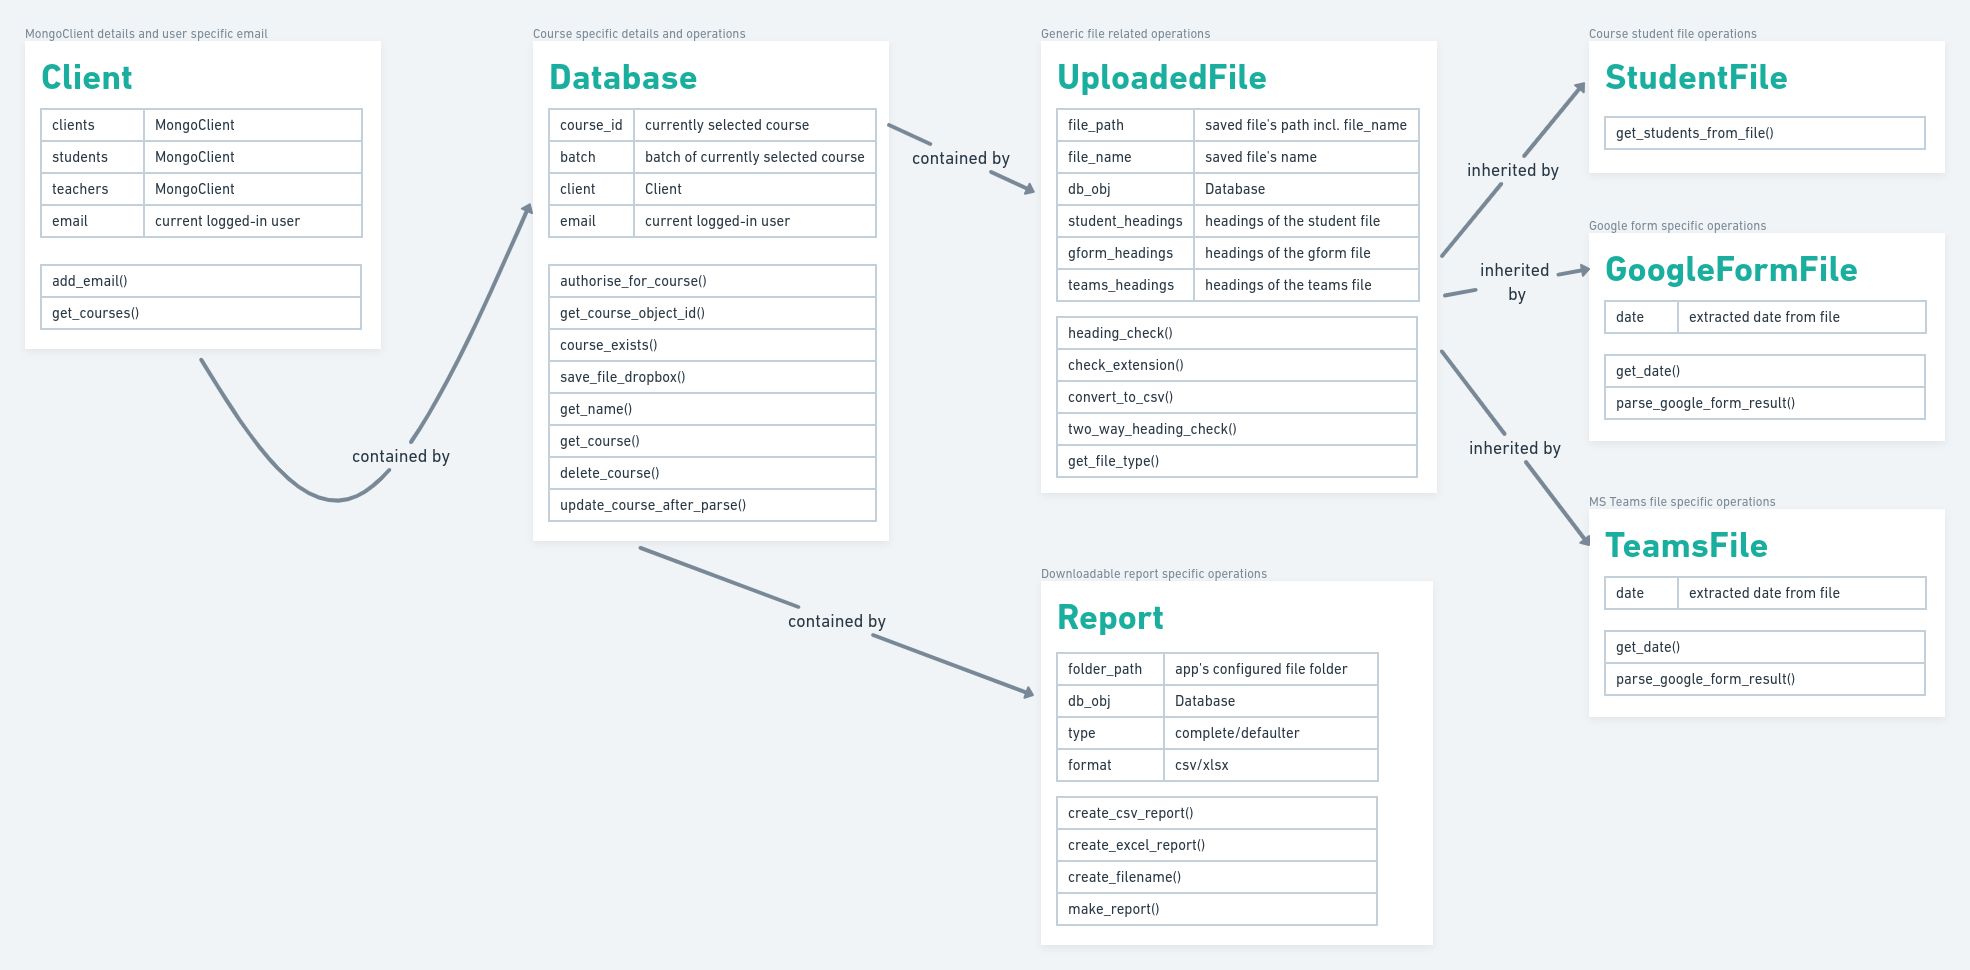 MongoClient details and user specific email
Client
clients MongoClient
students MongoClient
teachers MongoClient
email current logged-in user
add_email()
get_courses()
contained by
Course specific details and operations
Database
course_id currently selected course
batch batch of currently selected course
client Client
email current logged-in user
authorise_for_course()
get_course_object_id()
course_exists()
save_file_dropbox()
get_name()
get_course()
delete_course()
update_course_after_parse()
contained by
contained by
Generic file related operations
UploadedFile
file_path saved file's path incl. file_name
file_name saved file's name
db_obj Database
student_headings headings of the student file
gform_headings headings of the gform file
teams_headings headings of the teams file
heading_check()
check_extension()
convert_to_csv()
two_way_heading_check()
get_file_type()
Downloadable report specific operations
Report
folder_path app's configured file folder
db_obj Database
type complete/defaulter
format csv/xlsx
create_csv_report()
create_excel_report()
create_filename()
make_report()
inherited by
inherited
by
inherited by
Course student file operations
StudentFile
get_students_from_file()
Google form specific operations
GoogleFormFile
date extracted date from file
get_date()
parse_google_form_result()
MS Teams file specific operations
TeamsFile
date extracted date from file
get_date()
parse_google_form_result()